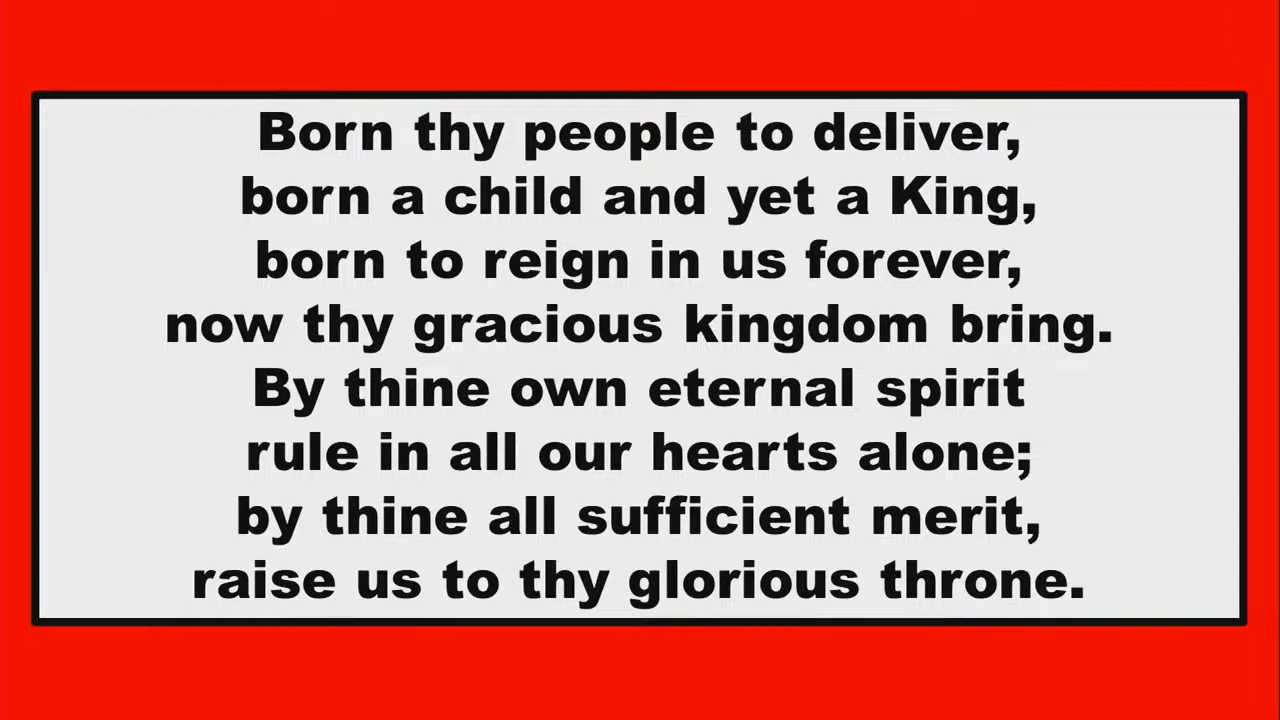 Born thy people to deliver,
born a child and yet a King,
born to reign in us forever,
now thy gracious kingdom bring.
By thine own eternal spirit
rule in all our hearts alone;
by thine all sufficient merit,
raise us to thy glorious throne.